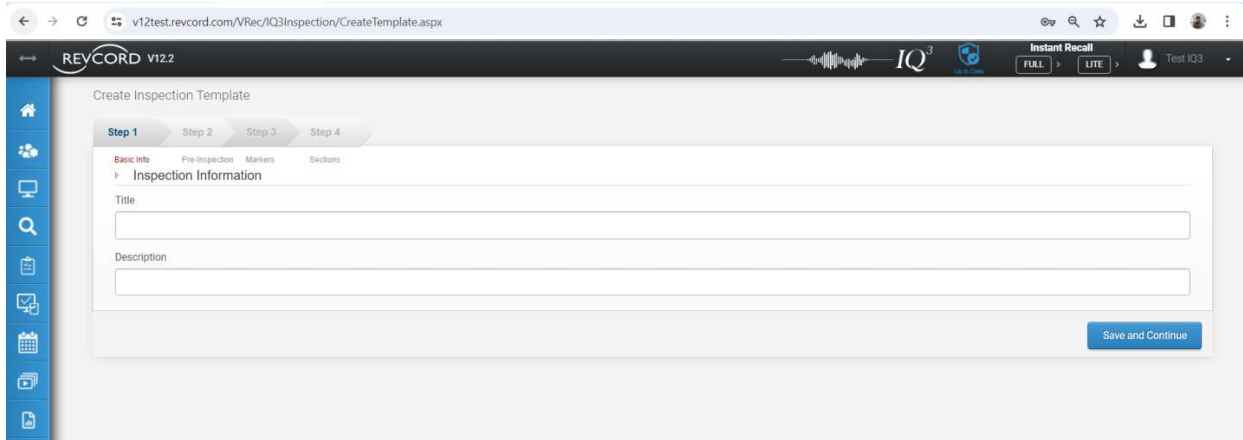 v12test.revcord.com/VRec/IQ3Inspection/CreateTemplate.aspx
REVCORD V12.2
IQ3
Up to Date
Instant Recall
FULL > LITE >
Test IQ3
Create Inspection Template
Step 1 Step 2 Step 3 Step 4
Basic Info Pre-Inspection Markers Sections
Inspection Information
Title
Description
Save and Continue